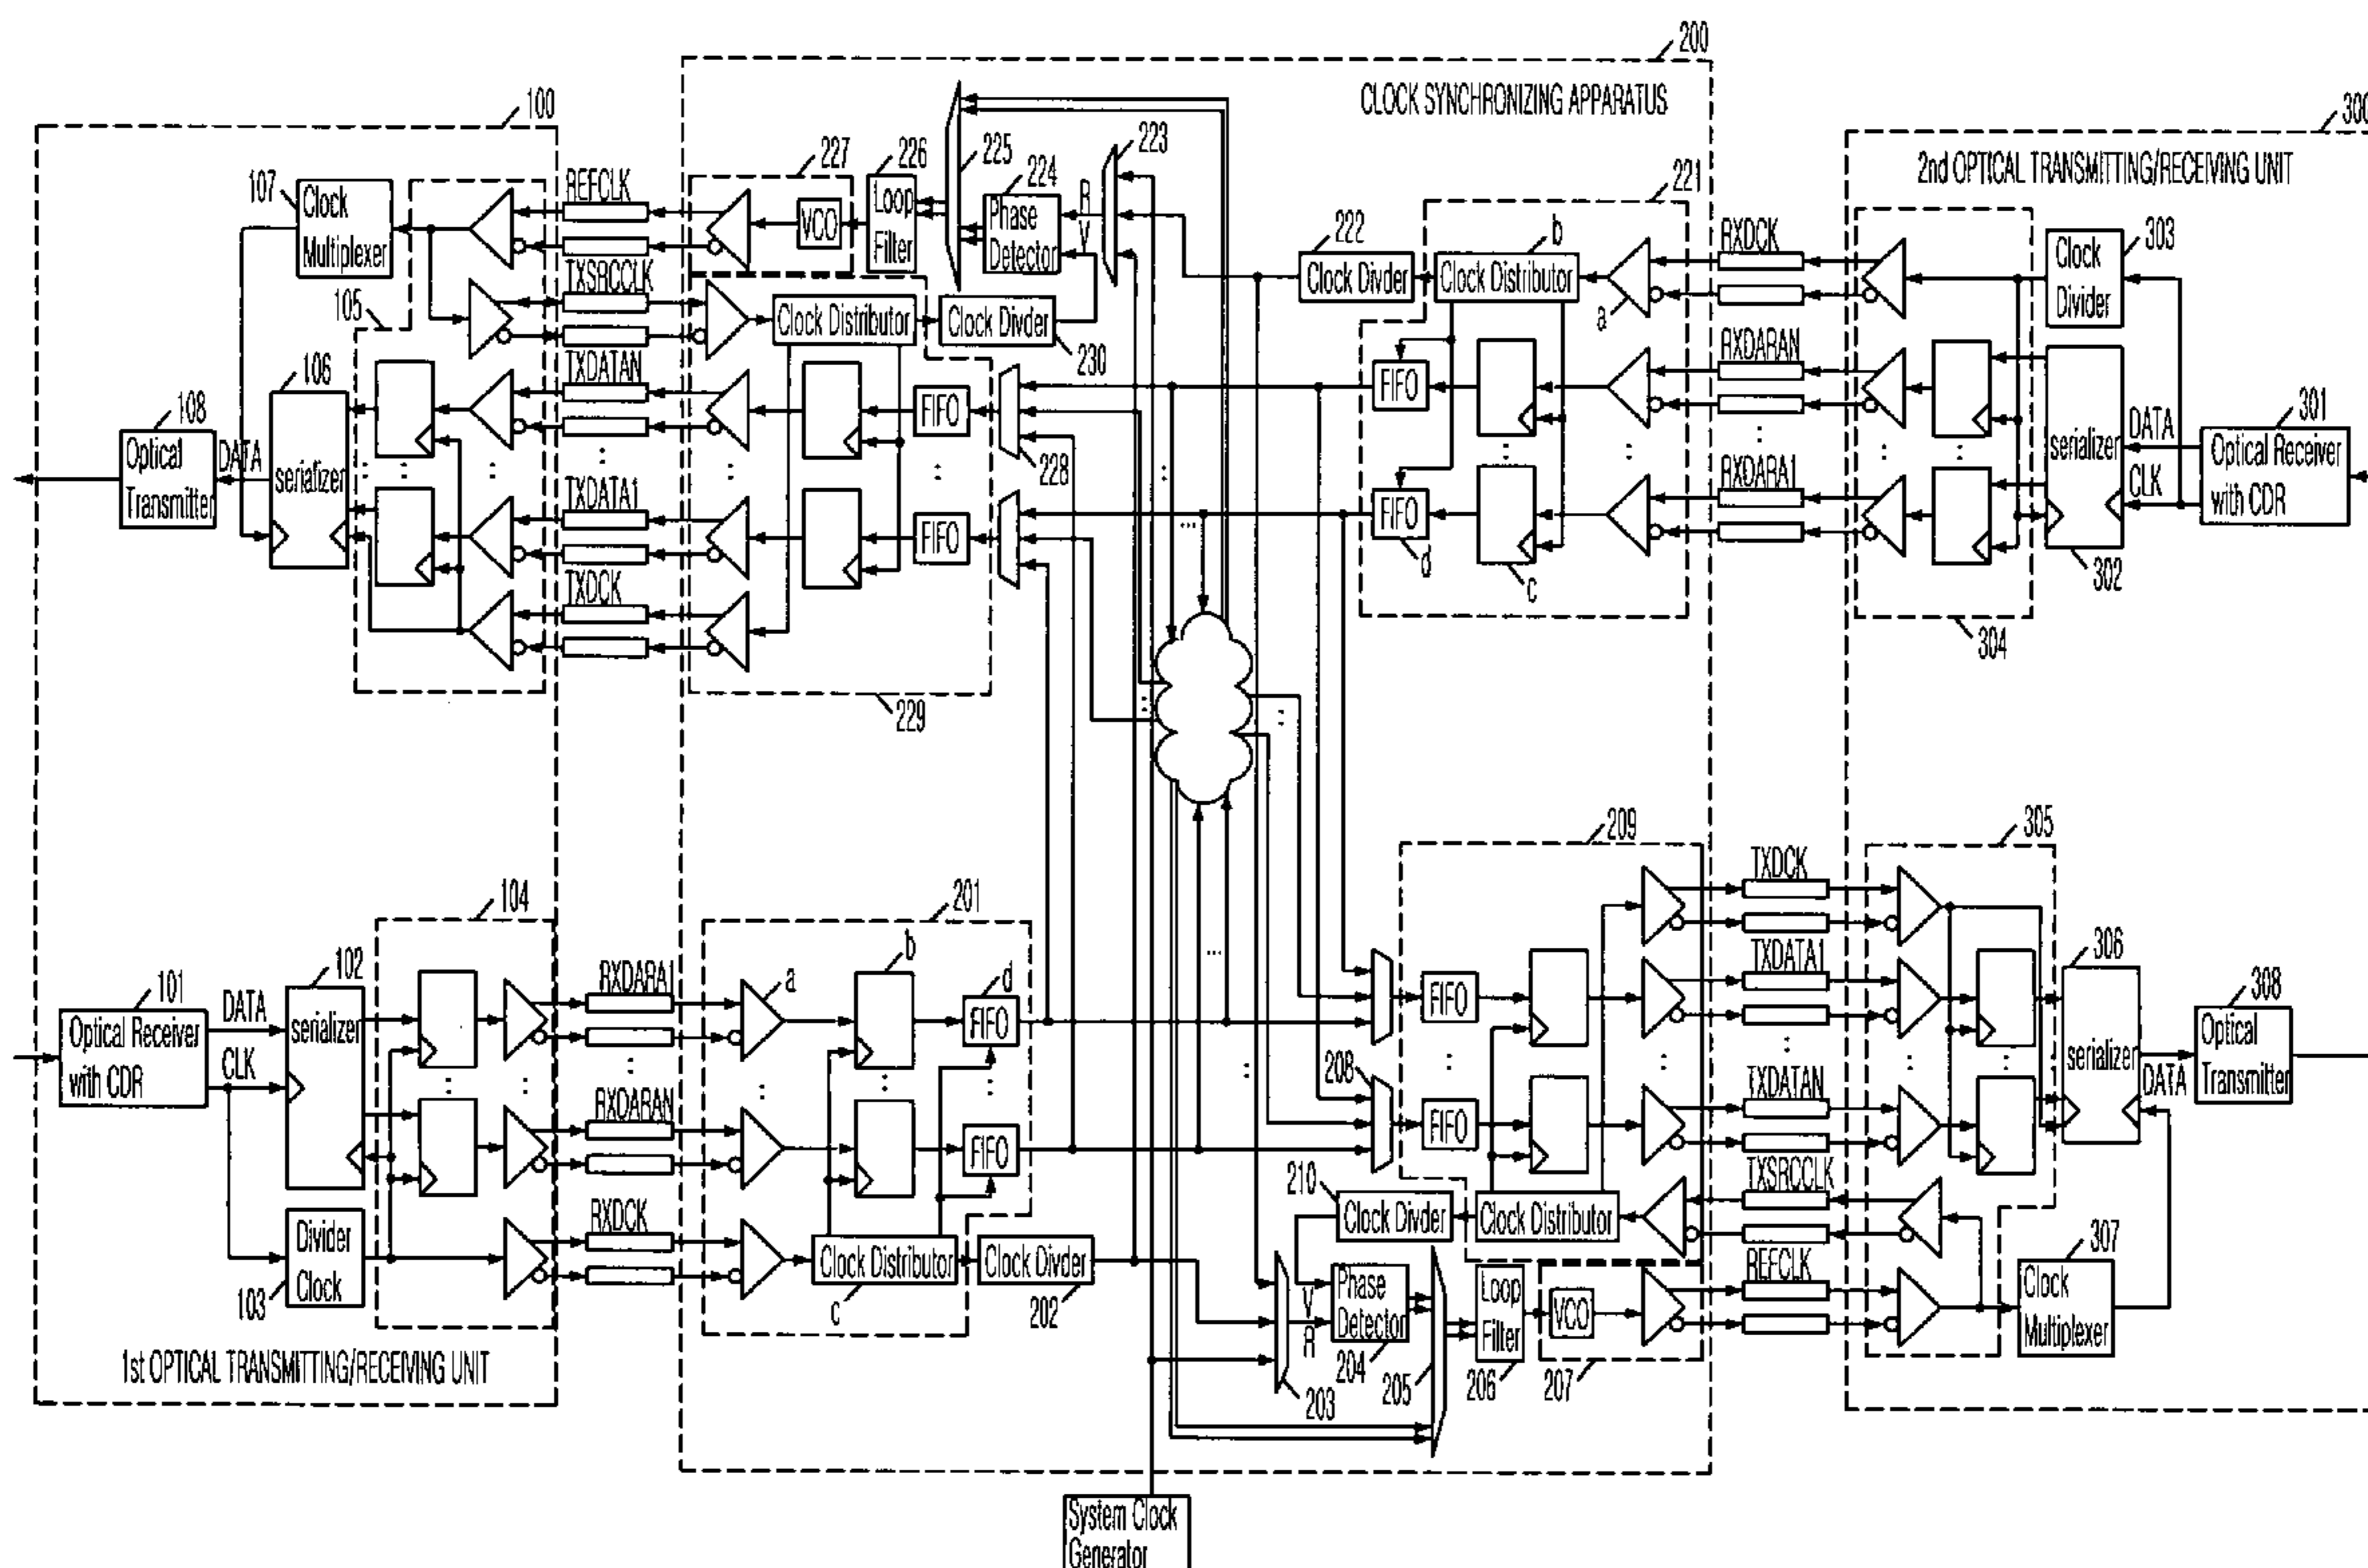 200
CLOCK SYNCHRONIZING APPARATUS
100
300
2nd OPTICAL TRANSMITTING/RECEIVING UNIT
107
Clock
Multiplexer
REFCLK
227
VCO
226
Loop
Filter
225
224
Phase
Detector
R
V
223
222
Clock Divder
221
b
Clock Distributor
a
RXDCK
Clock
Divider
303
TXSRCCLK
Clock Distributor
Clock Divder
230
105
106
serializer
108
Optical
Transmitter
DATA
TXDATAN
FIFO
228
FIFO
RXDARAN
serializer
DATA
CLK
301
Optical Receiver
with CDR
TXDATA1
FIFO
FIFO
d
c
RXDARA1
302
TXDCK
304
229
104
201
209
305
TXDCK
101
Optical Receiver
with CDR
DATA
CLK
102
serializer
RXDARA1
a
b
d
FIFO
FIFO
TXDATA1
306
serializer
308
Optical
Transmitter
DATA
RXDARAN
FIFO
208
FIFO
TXDATAN
210
Clock Divder
Clock Distributor
TXSRCCLK
103
Divider
Clock
RXDCK
Clock Distributor
c
Clock Divder
202
203
V
R
Phase
Detector
204
205
Loop
Filter
206
VCO
207
REFCLK
307
Clock
Multiplexer
1st OPTICAL TRANSMITTING/RECEIVING UNIT
System Clock
Generator